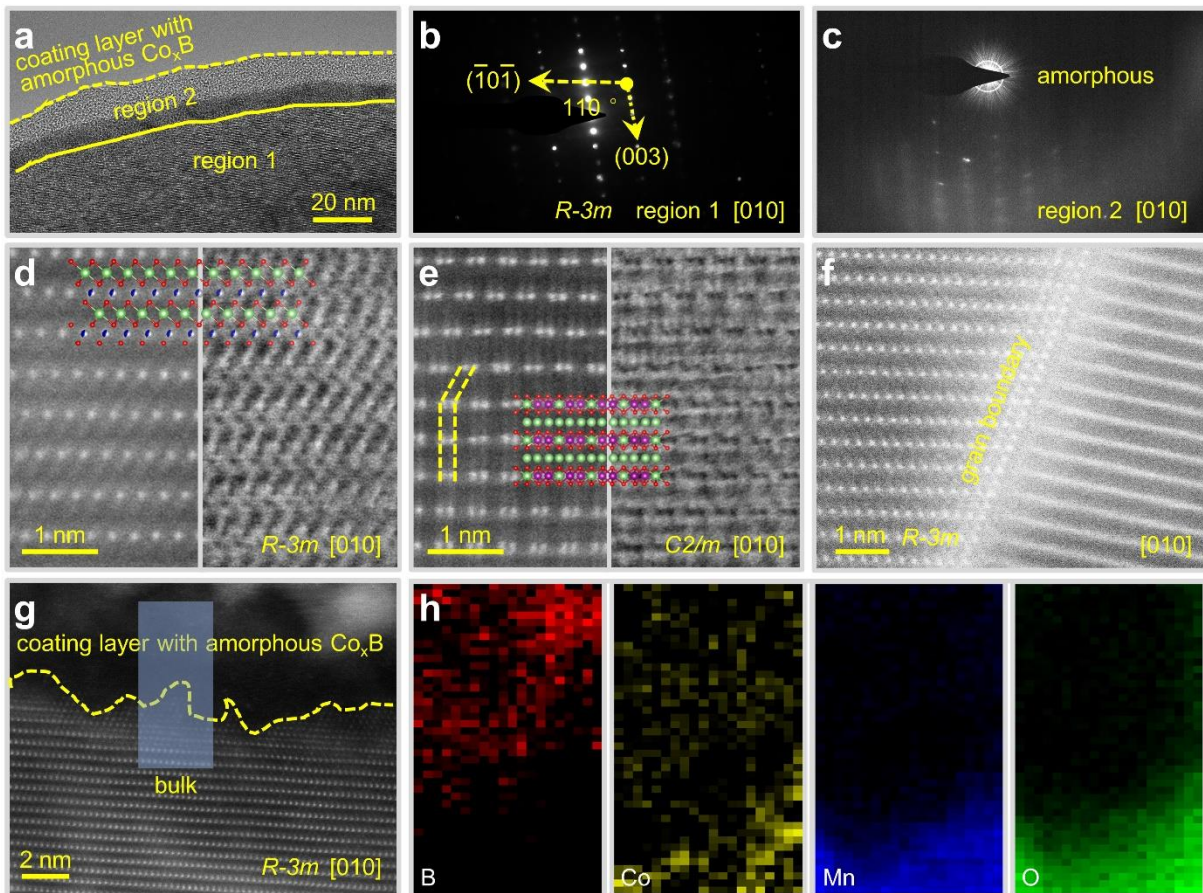 a
coating layer with
amorphous CoₓB
region 2
region 1
20 nm
b
(1̄01̄)
110 °
(003)
R-3m region 1 [010]
c
amorphous
region 2 [010]
d
1 nm
R-3m [010]
e
1 nm
C2/m [010]
f
grain boundary
1 nm
R-3m
[010]
g
coating layer with amorphous CoₓB
bulk
2 nm
R-3m [010]
h
B
Co
Mn
O